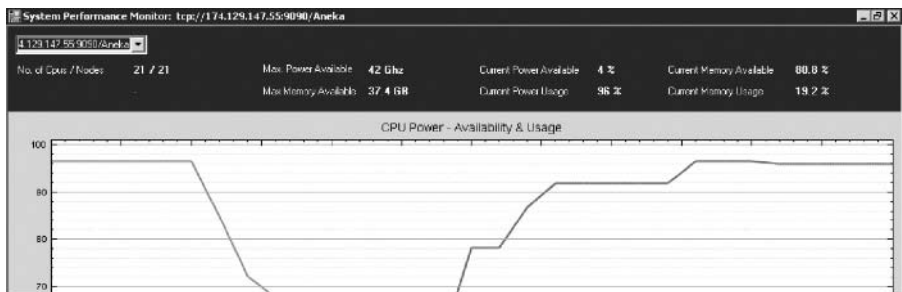 System Performance Monitor: tcp://174.129.147.55:9090/Aneka
4.129.147.55:9090/Aneka
No. of Cpus / Nodes 21 / 21 Max. Power Available 42 Ghz Current Power Available 4 % Current Memory Available 80.8 %
Max Memory Available 37.4 GB Current Power Usage 96 % Current Memory Usage 19.2 %
CPU Power - Availability & Usage
100
90
80
70